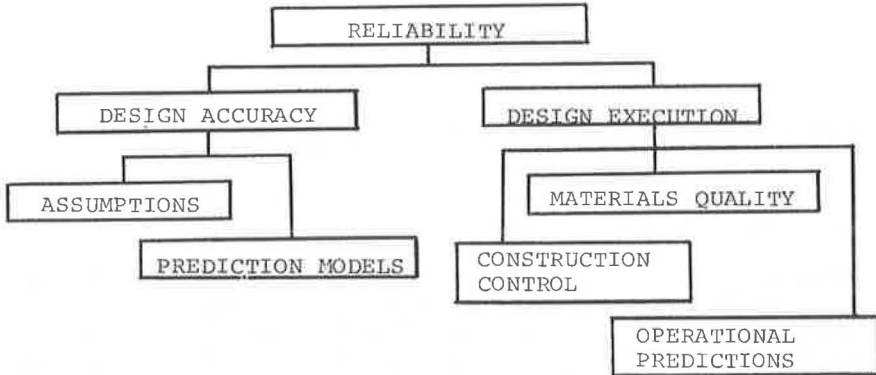 RELIABILITY
DESIGN ACCURACY
DESIGN EXECUTION
ASSUMPTIONS
MATERIALS QUALITY
PREDICTION MODELS
CONSTRUCTION
CONTROL
OPERATIONAL
PREDICTIONS